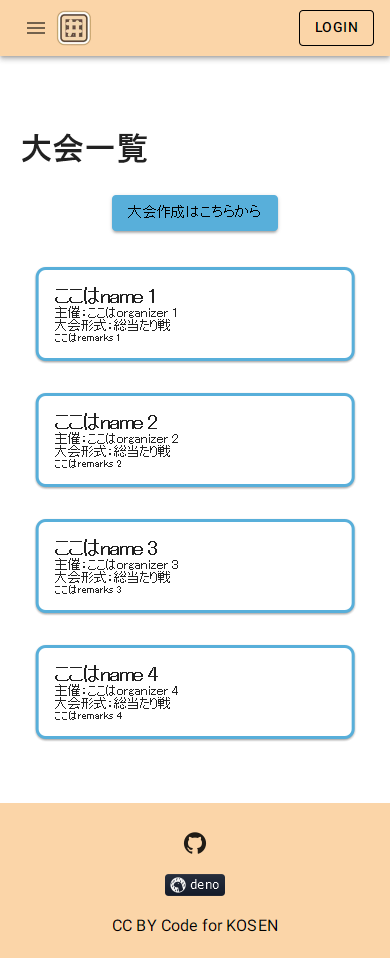 LOGIN
大会一覧
大会作成はこちらから
ここはname 1
主催：ここはorganizer 1
大会形式：総当たり戦
ここはremarks 1
ここはname 2
主催：ここはorganizer 2
大会形式：総当たり戦
ここはremarks 2
ここはname 3
主催：ここはorganizer 3
大会形式：総当たり戦
ここはremarks 3
ここはname 4
主催：ここはorganizer 4
大会形式：総当たり戦
ここはremarks 4
deno
CC BY Code for KOSEN